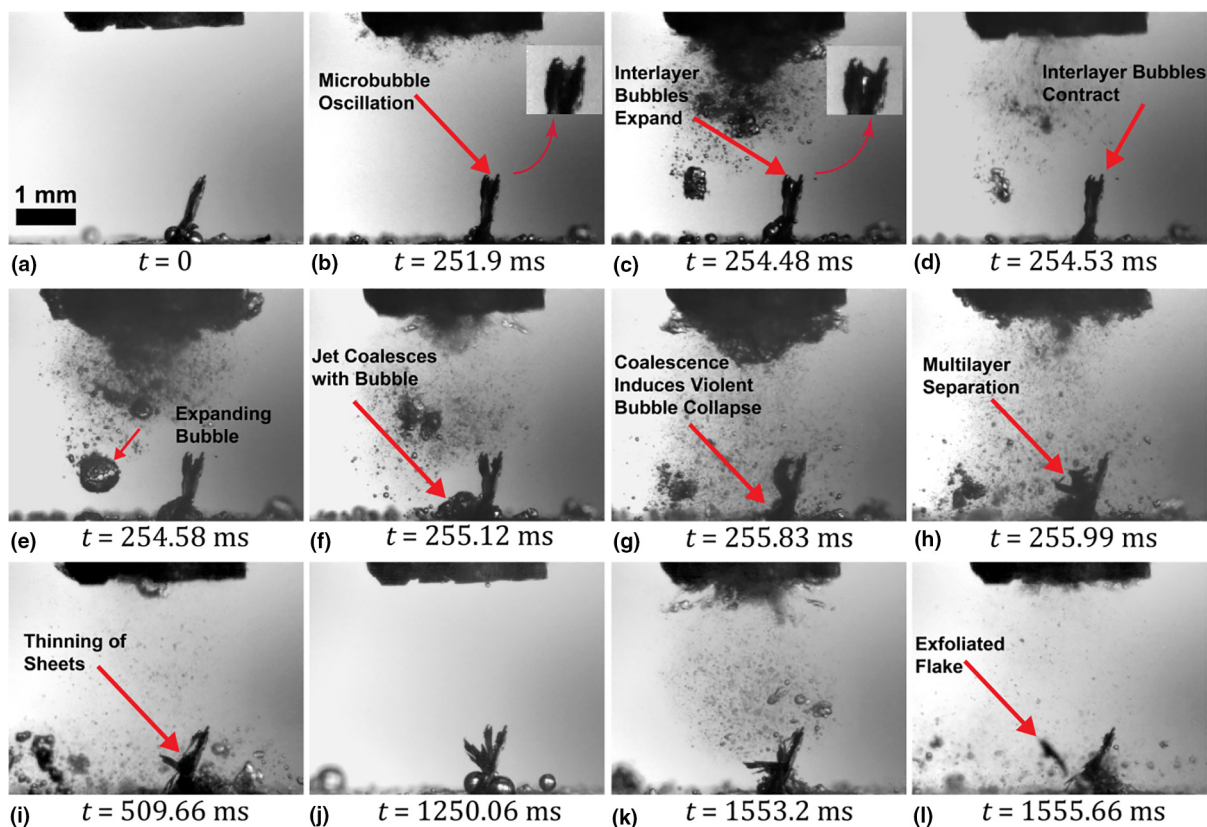 Microbubble
Oscillation
Interlayer
Bubbles
Expand
Interlayer Bubbles
Contract
1 mm
(a) t = 0
(b) t = 251.9 ms
(c) t = 254.48 ms
(d) t = 254.53 ms
Expanding
Bubble
Jet Coalesces
with Bubble
Coalescence
Induces Violent
Bubble Collapse
Multilayer
Separation
(e) t = 254.58 ms
(f) t = 255.12 ms
(g) t = 255.83 ms
(h) t = 255.99 ms
Thinning of
Sheets
Exfoliated
Flake
(i) t = 509.66 ms
(j) t = 1250.06 ms
(k) t = 1553.2 ms
(l) t = 1555.66 ms